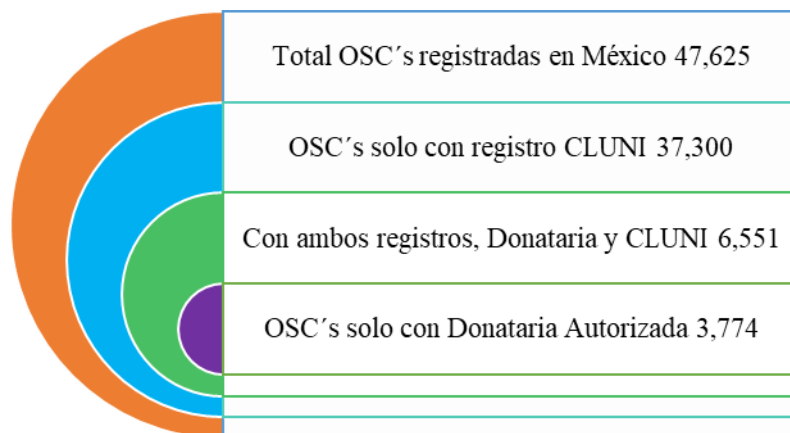 Total OSC´s registradas en México 47,625
OSC´s solo con registro CLUNI 37,300
Con ambos registros, Donataria y CLUNI 6,551
OSC´s solo con Donataria Autorizada 3,774